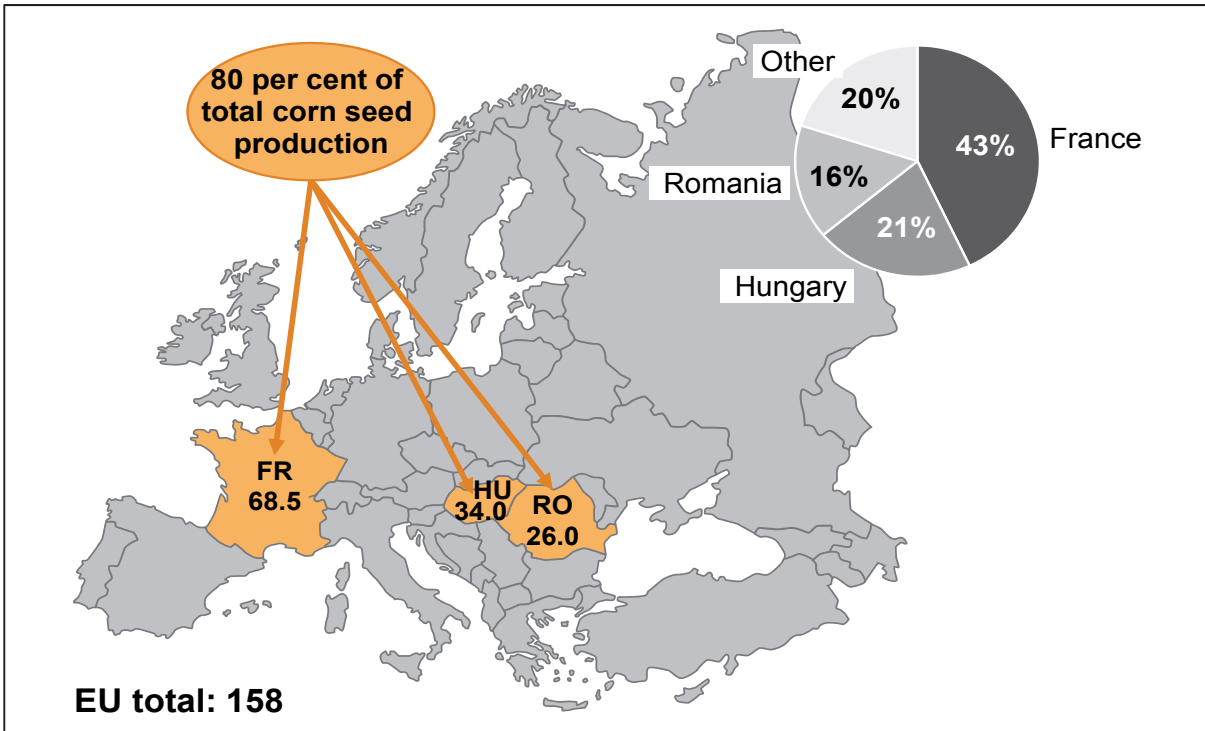 80 per cent of
total corn seed
production
Other
20%
43%
France
Romania
16%
21%
Hungary
FR
68.5
HU
34.0
RO
26.0
EU total: 158